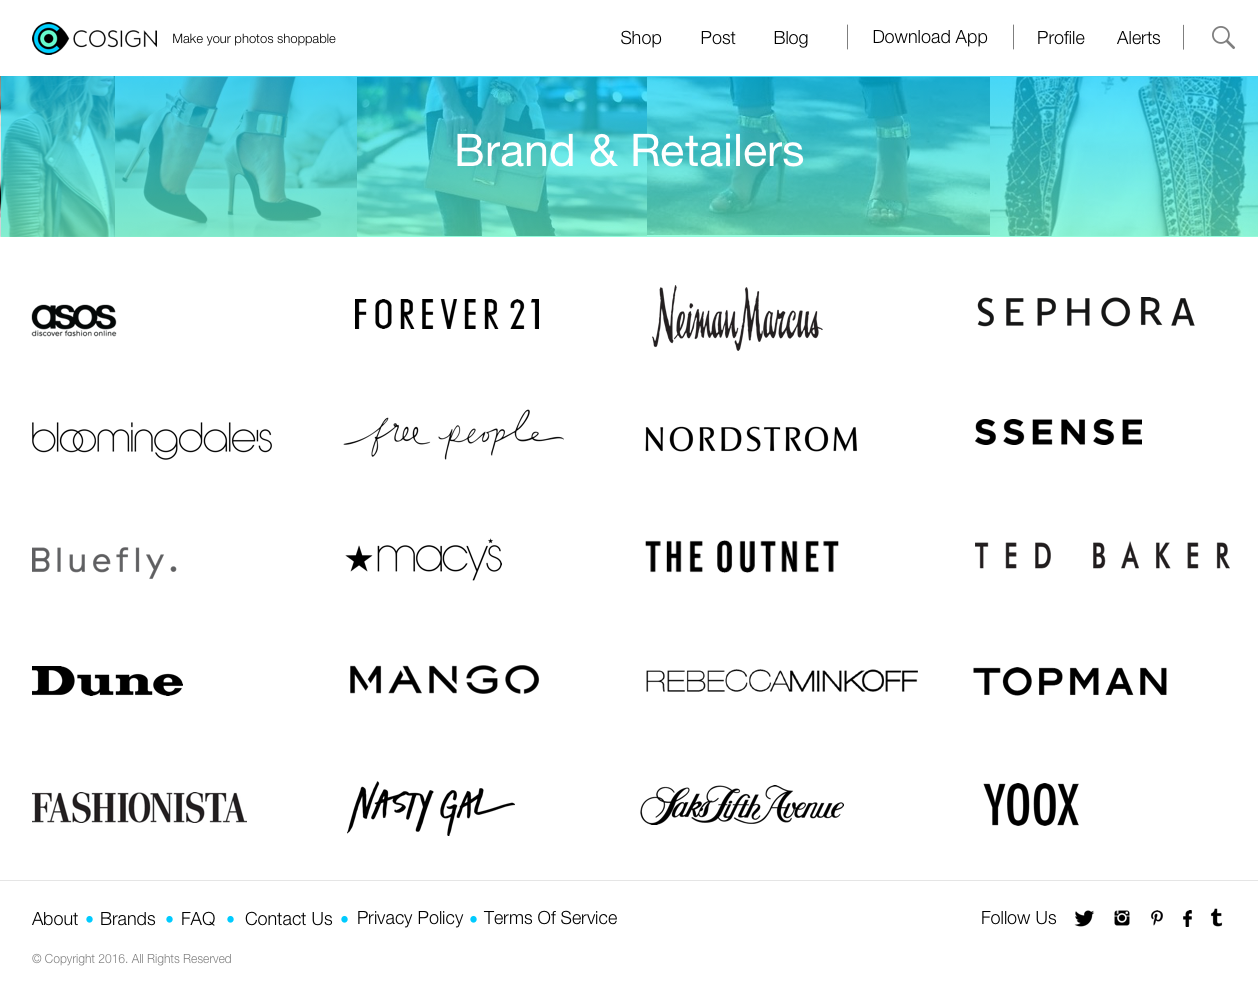 COSIGN Make your photos shoppable Shop Post Blog Download App Profile Alerts
Brand & Retailers
asos FOREVER 21 Neiman Marcus SEPHORA
discover fashion online
bloomingdale's free people NORDSTROM SSENSE
Bluefly. macy's THE OUTNET TED BAKER
Dune MANGO REBECCAMINKOFF TOPMAN
FASHIONISTA NASTY GAL Saks Fifth Avenue YOOX
About • Brands • FAQ • Contact Us • Privacy Policy • Terms Of Service Follow Us
© Copyright 2016. All Rights Reserved